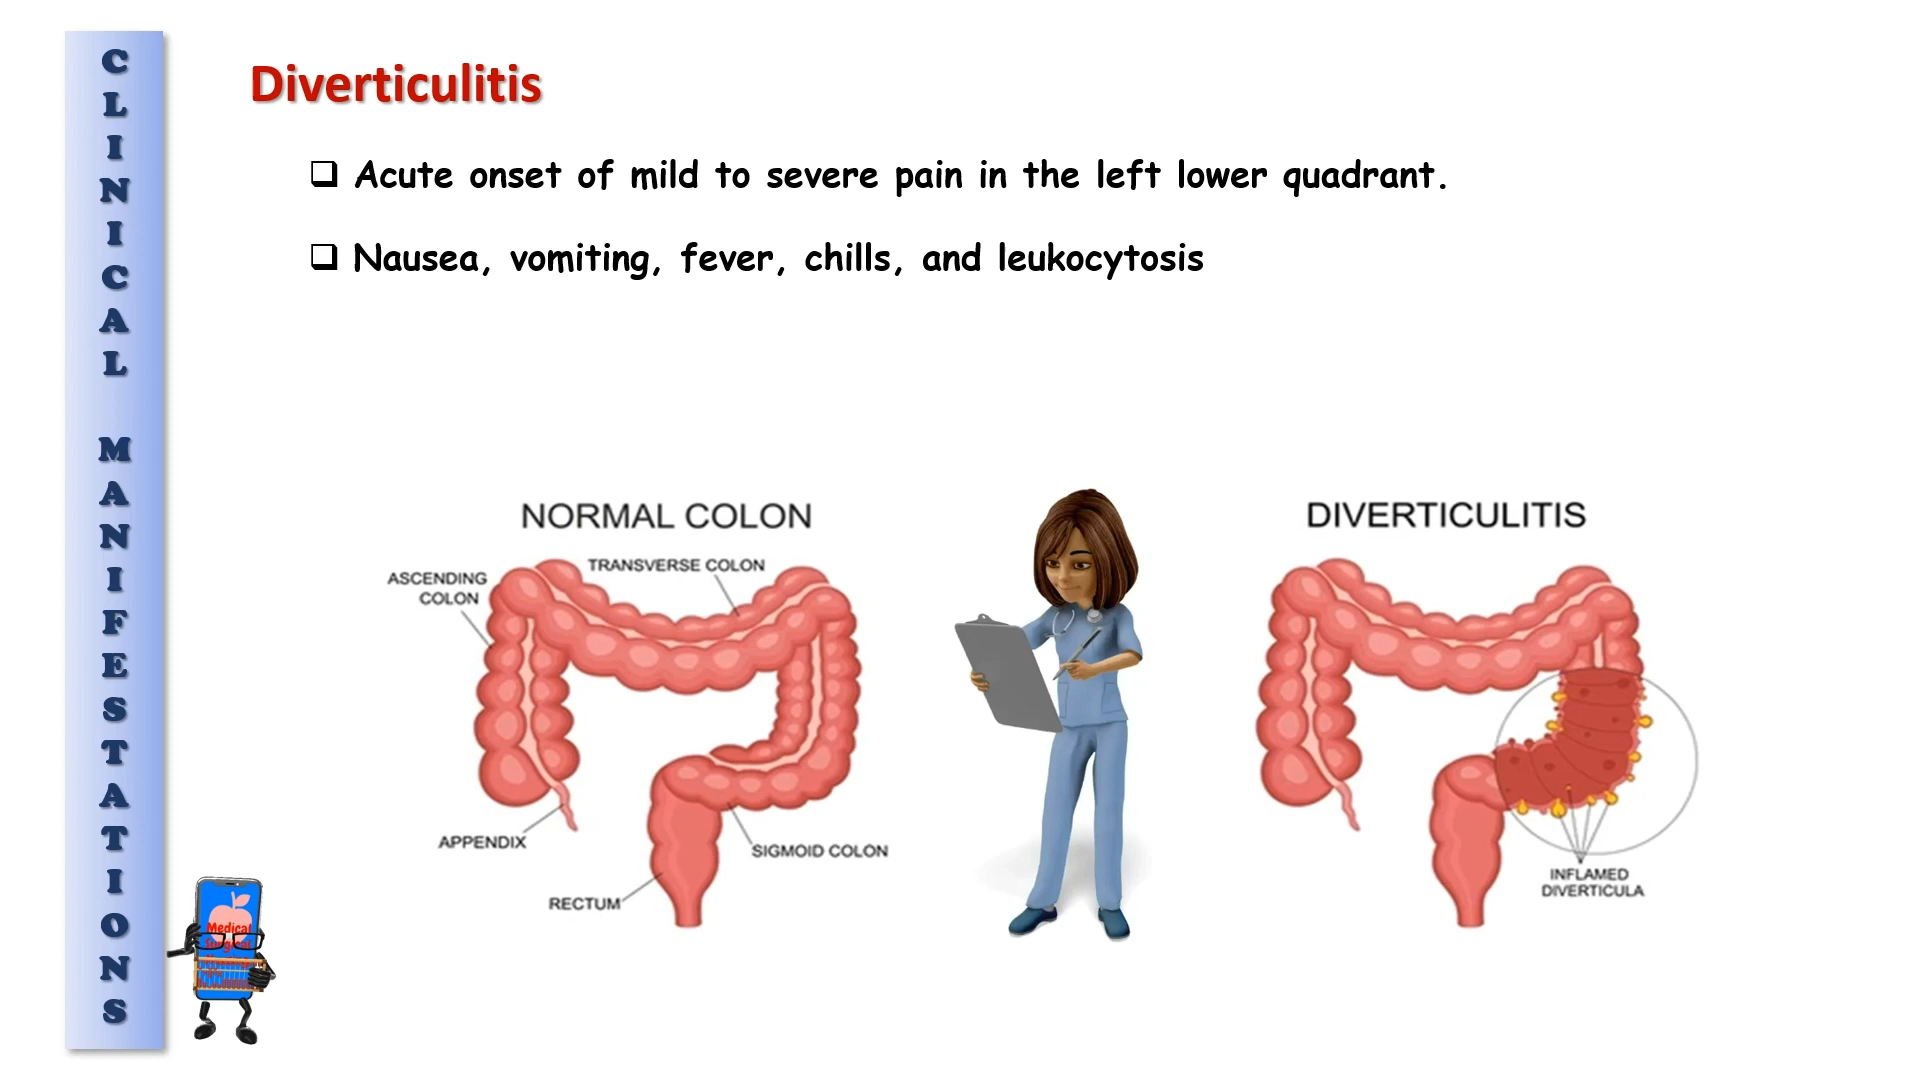 CLINICAL MANIFESTATIONS
Diverticulitis
Acute onset of mild to severe pain in the left lower quadrant.
Nausea, vomiting, fever, chills, and leukocytosis
NORMAL COLON
ASCENDING
COLON
TRANSVERSE COLON
APPENDIX
SIGMOID COLON
RECTUM
DIVERTICULITIS
INFLAMED
DIVERTICULA
Medical
Surgical